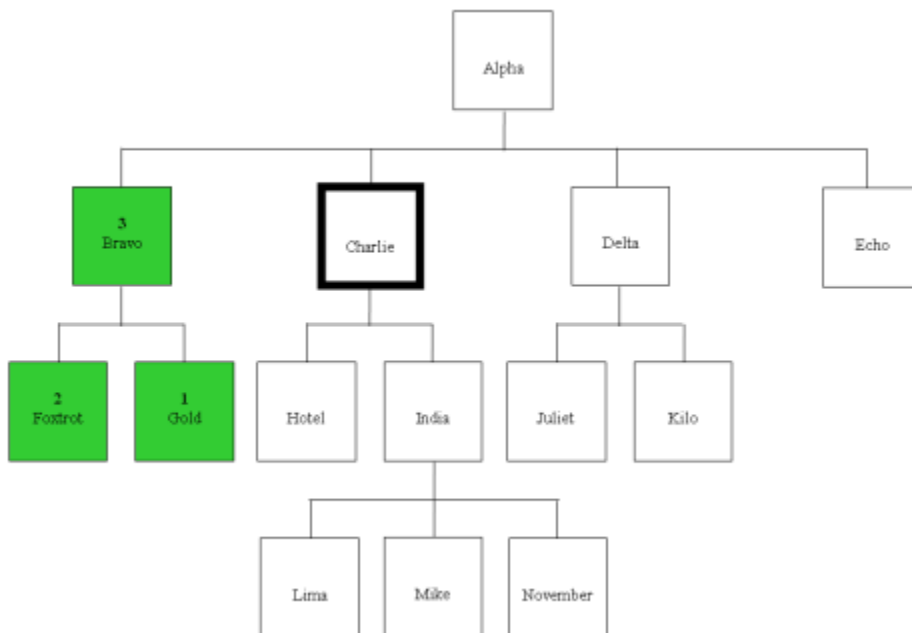 Alpha
3
Bravo
Charlie
Delta
Echo
2
Foxtrot
1
Gold
Hotel
India
Juliet
Kilo
Lima
Mike
November